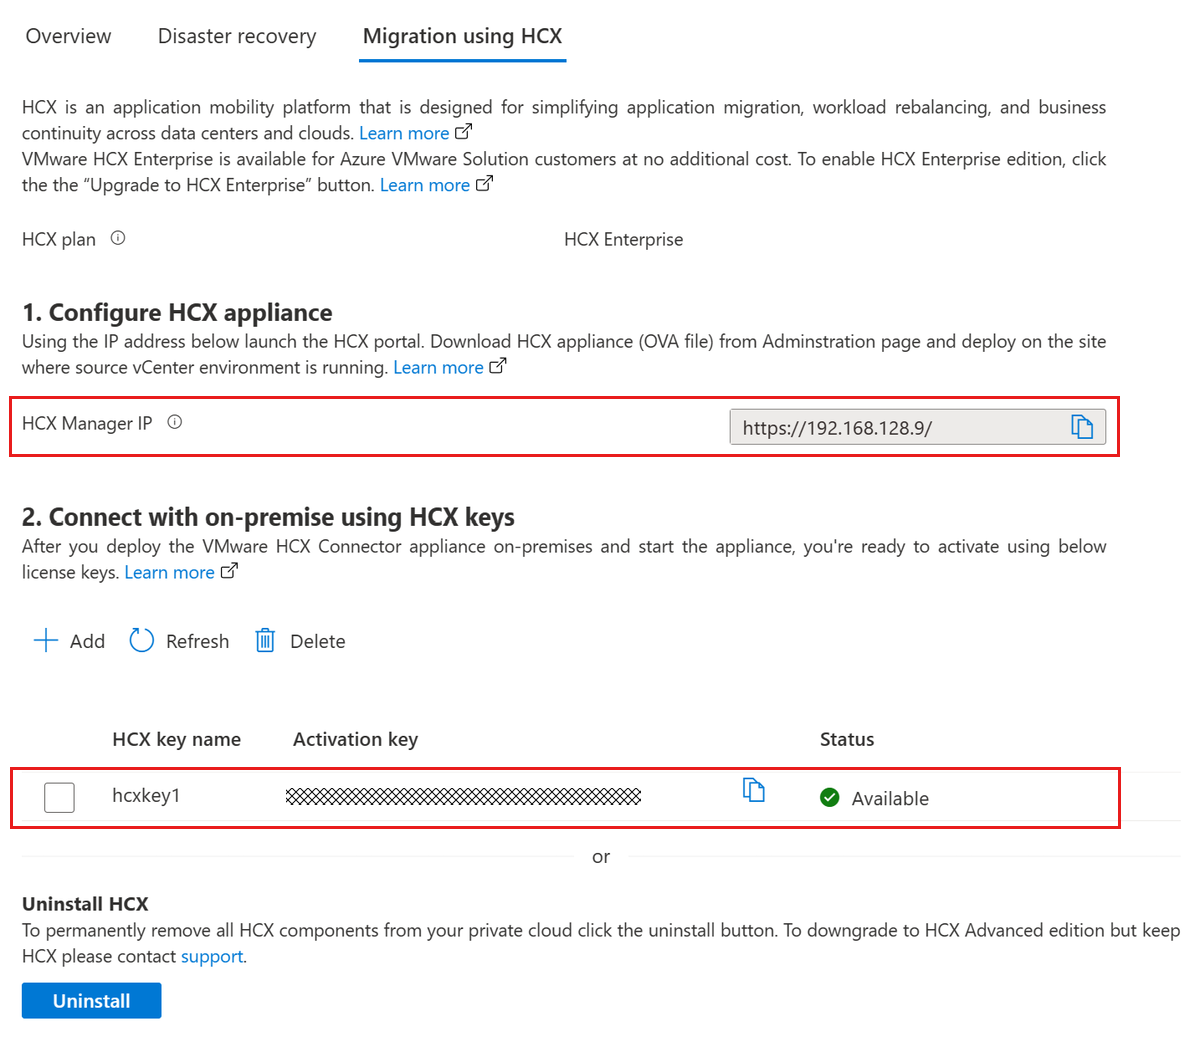 Overview Disaster recovery Migration using HCX
HCX is an application mobility platform that is designed for simplifying application migration, workload rebalancing, and business
continuity across data centers and clouds. Learn more
VMware HCX Enterprise is available for Azure VMware Solution customers at no additional cost. To enable HCX Enterprise edition, click
the the “Upgrade to HCX Enterprise” button. Learn more
HCX plan HCX Enterprise
1. Configure HCX appliance
Using the IP address below launch the HCX portal. Download HCX appliance (OVA file) from Adminstration page and deploy on the site
where source vCenter environment is running. Learn more
HCX Manager IP https://192.168.128.9/
2. Connect with on-premise using HCX keys
After you deploy the VMware HCX Connector appliance on-premises and start the appliance, you're ready to activate using below
license keys. Learn more
Add Refresh Delete
HCX key name Activation key Status
hcxkey1 Available
or
Uninstall HCX
To permanently remove all HCX components from your private cloud click the uninstall button. To downgrade to HCX Advanced edition but keep
HCX please contact support.
Uninstall